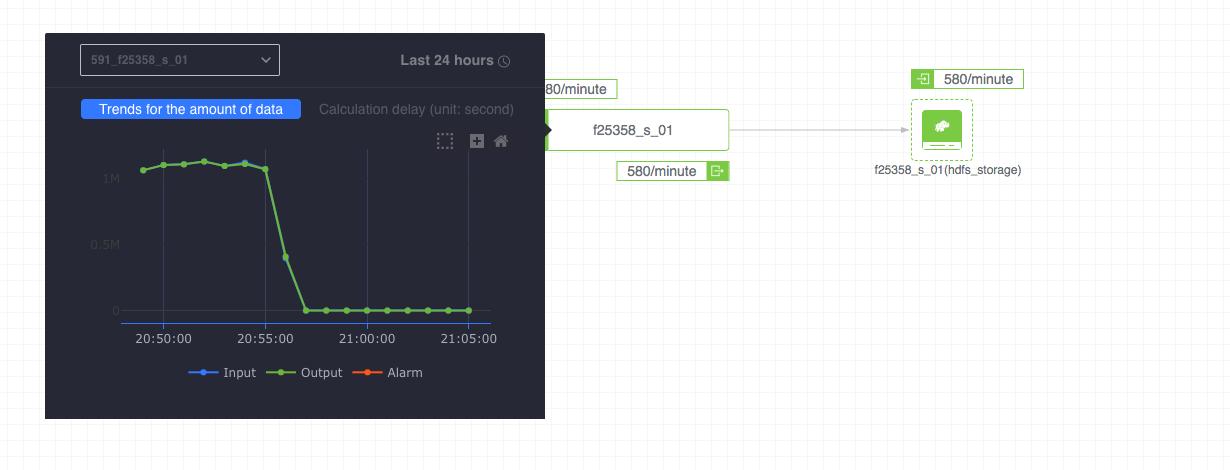 591_f25358_s_01
Last 24 hours
Trends for the amount of data
Calculation delay (unit: second)
1M
0.5M
0
20:50:00
20:55:00
21:00:00
21:05:00
Input
Output
Alarm
80/minute
f25358_s_01
580/minute
580/minute
f25358_s_01(hdfs_storage)